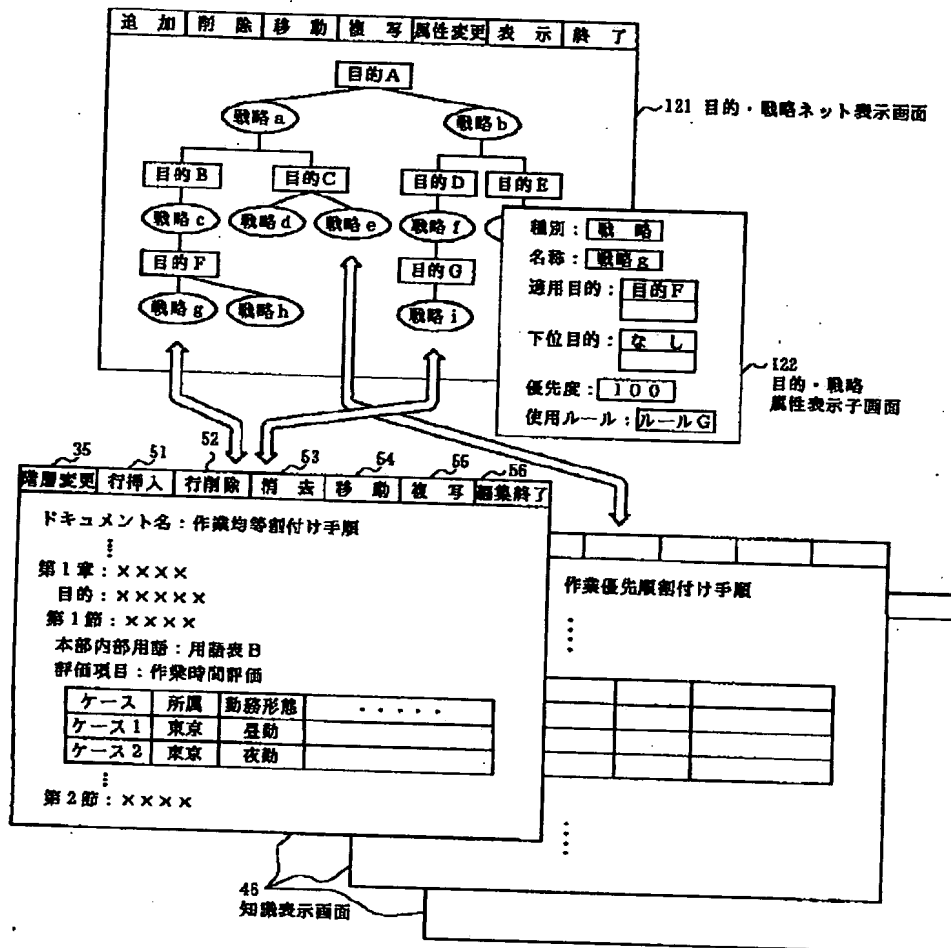 追 加 削 除 移 動 複 写 属性変更 表 示 終 了
目的A
戦略a 戦略b
目的B 目的C 目的D 目的E
戦略c 戦略d 戦略e 戦略f
目的F 目的G
戦略g 戦略h 戦略i
121 目的・戦略ネット表示画面
種別: 戦 略
名称: 戦略g
適用目的: 目的F
下位目的: な し
優先度: 100
使用ルール: ルールG
122
目的・戦略
属性表示子画面
35 51 52 53 54 55 56
階層変更 行挿入 行削除 消 去 移 動 複 写 編集終了
ドキュメント名:作業均等割付け手順
⋮
第1章:××××
目的:×××××
第1節:××××
本部内部用語:用語表B
評価項目:作業時間評価
ケース 所属 勤務形態 ・・・・・
ケース1 東京 昼勤
ケース2 東京 夜勤
⋮
第2節:××××
作業優先順割付け手順
⋮
⋮
46
知識表示画面